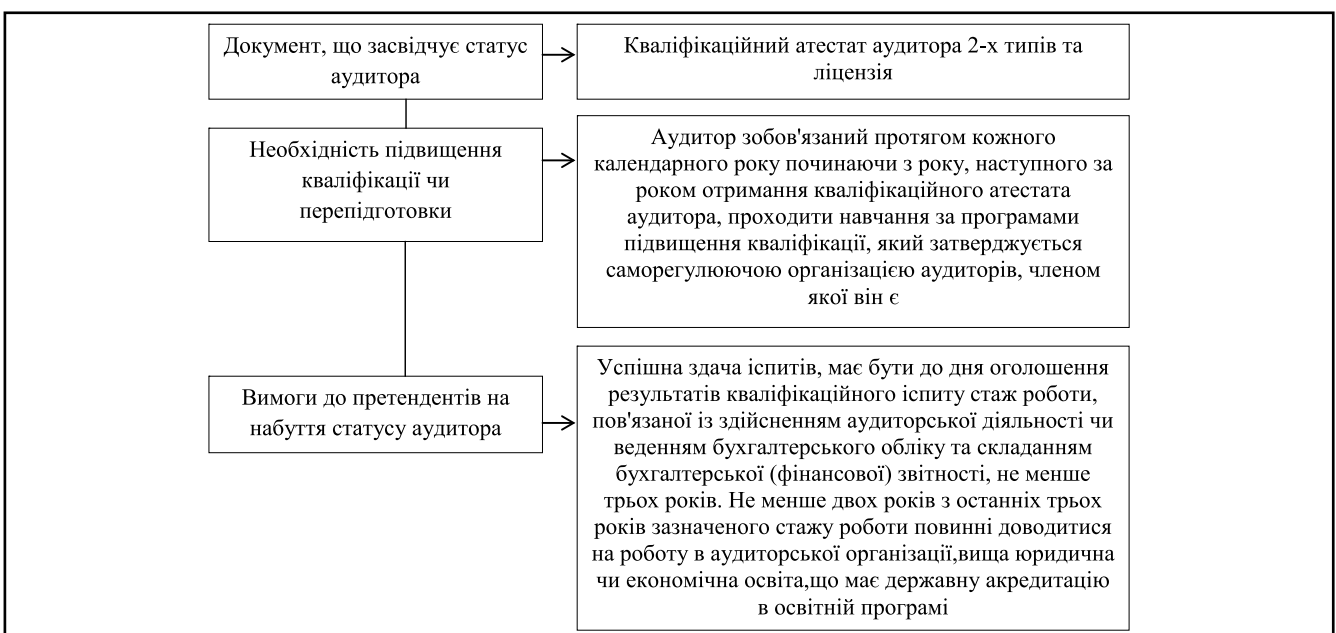 Документ, що засвідчує статус
аудитора
Кваліфікаційний атестат аудитора 2-х типів та
ліцензія
Необхідність підвищення
кваліфікації чи
перепідготовки
Аудитор зобов'язаний протягом кожного
календарного року починаючи з року, наступного за
роком отримання кваліфікаційного атестата
аудитора, проходити навчання за програмами
підвищення кваліфікації, який затверджується
саморегулюючою організацією аудиторів, членом
якої він є
Вимоги до претендентів на
набуття статусу аудитора
Успішна здача іспитів, має бути до дня оголошення
результатів кваліфікаційного іспиту стаж роботи,
пов'язаної із здійсненням аудиторської діяльності чи
веденням бухгалтерського обліку та складанням
бухгалтерської (фінансової) звітності, не менше
трьох років. Не менше двох років з останніх трьох
років зазначеного стажу роботи повинні доводитися
на роботу в аудиторської організації,вища юридична
чи економічна освіта,що має державну акредитацію
в освітній програмі